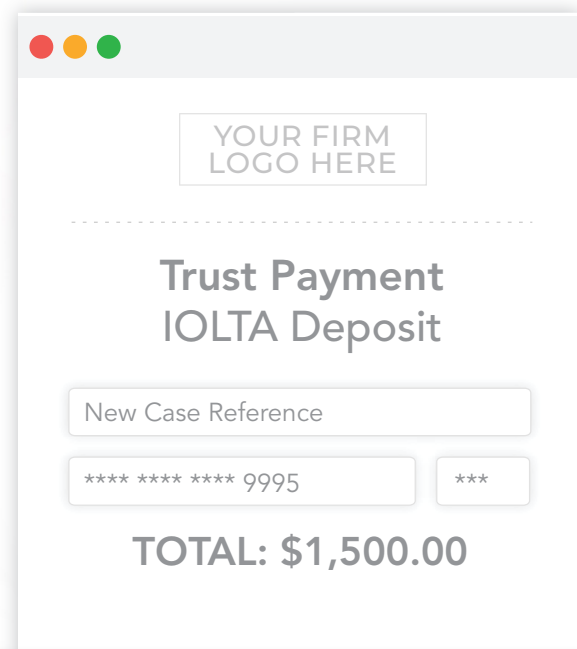 YOUR FIRM
LOGO HERE
Trust Payment
IOLTA Deposit
New Case Reference
**** **** **** 9995 ***
TOTAL: $1,500.00